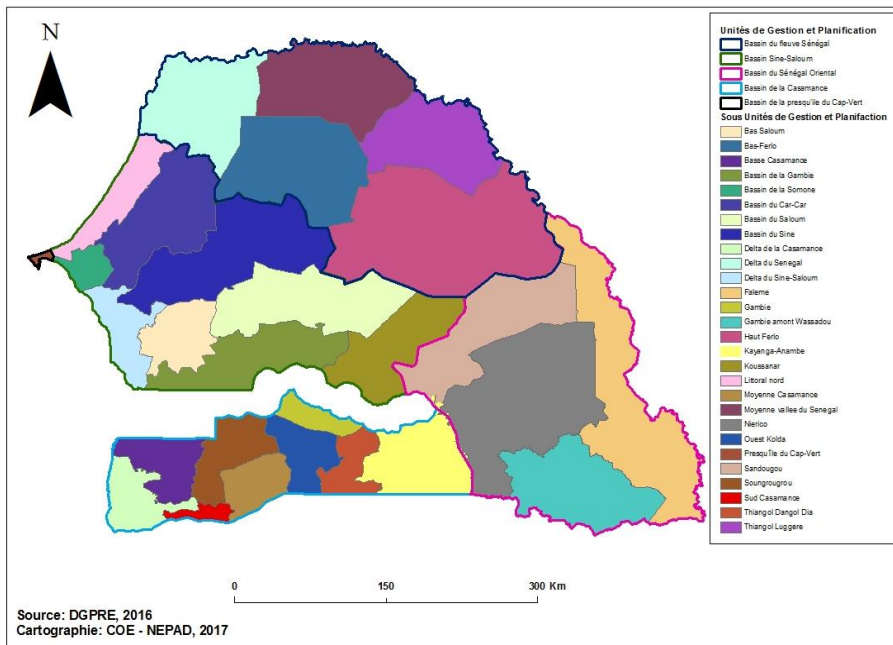 N
Unités de Gestion et Planification
Bassin du fleuve Sénégal
Bassin Sine-Saloum
Bassin du Sénégal Oriental
Bassin de la Casamance
Bassin de la presqu'île du Cap-Vert
Sous Unités de Gestion et Planifaction
Bas Saloum
Bas-Ferlo
Basse Casamance
Bassin de la Gambie
Bassin de la Somone
Bassin du Car-Car
Bassin du Saloum
Bassin du Sine
Delta de la Casamance
Delta du Senegal
Delta du Sine-Saloum
Faleme
Gambie
Gambie amont Wassadou
Haut Ferlo
Kayanga-Anambe
Koussanar
Littoral nord
Moyenne Casamance
Moyenne vallee du Senegal
Nierico
Ouest Kolda
Presqu'île du Cap-Vert
Sandougou
Soungrougrou
Sud Casamance
Thiangol Dangol Dia
Thiangol Luggere
0 150 300 Km
Source: DGPRE, 2016
Cartographie: COE - NEPAD, 2017